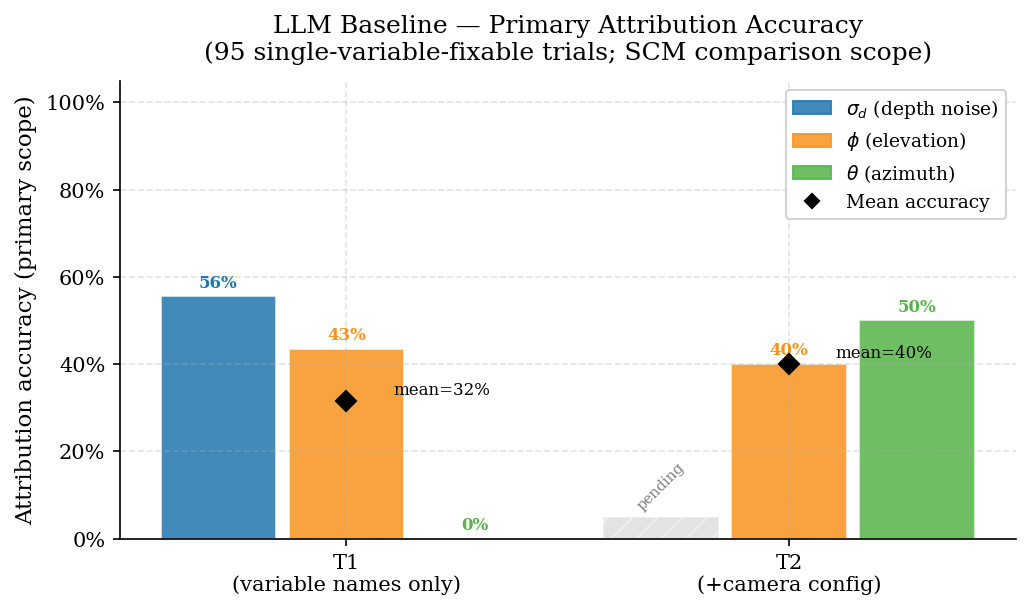 LLM Baseline — Primary Attribution Accuracy
(95 single-variable-fixable trials; SCM comparison scope)
Attribution accuracy (primary scope)
100%
80%
60%
40%
20%
0%
σd (depth noise)
ϕ (elevation)
θ (azimuth)
Mean accuracy
56%
43%
mean=32%
0%
pending
40%
mean=40%
50%
T1
(variable names only)
T2
(+camera config)